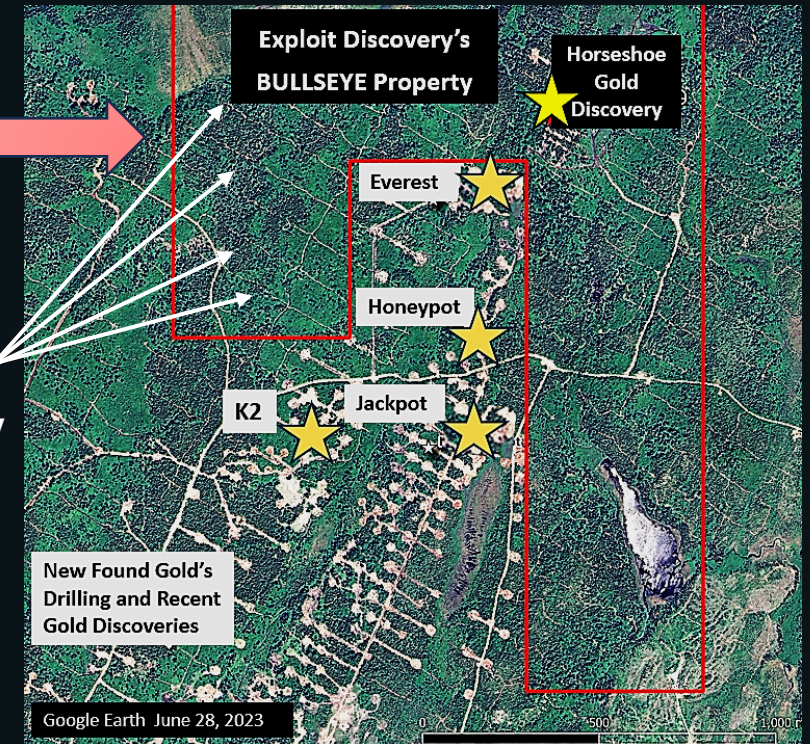 Exploit Discovery's
BULLSEYE Property
Horseshoe
Gold
Discovery
Everest
Honeypot
K2
Jackpot
New Found Gold's
Drilling and Recent
Gold Discoveries
Google Earth June 28, 2023
0
500
1,000 m